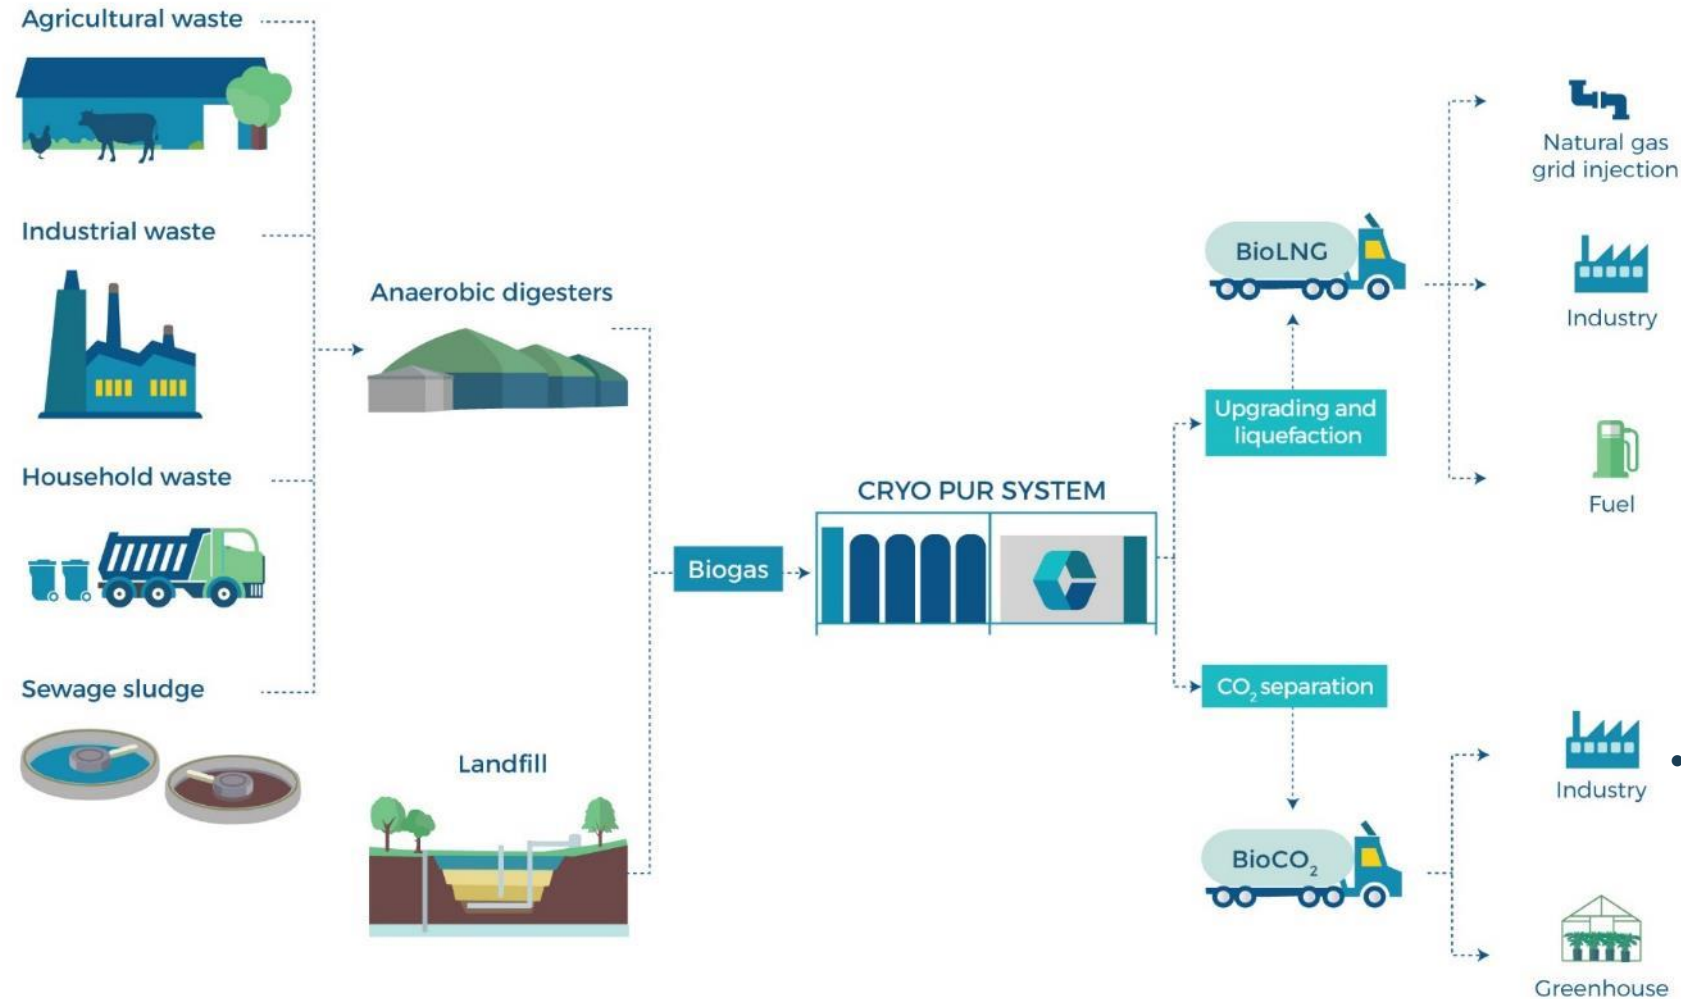 Agricultural waste
Industrial waste
Household waste
Sewage sludge
Anaerobic digesters
Landfill
Biogas
CRYO PUR SYSTEM
Upgrading and
liquefaction
BioLNG
Natural gas
grid injection
Industry
Fuel
CO₂ separation
BioCO₂
Industry
Greenhouse